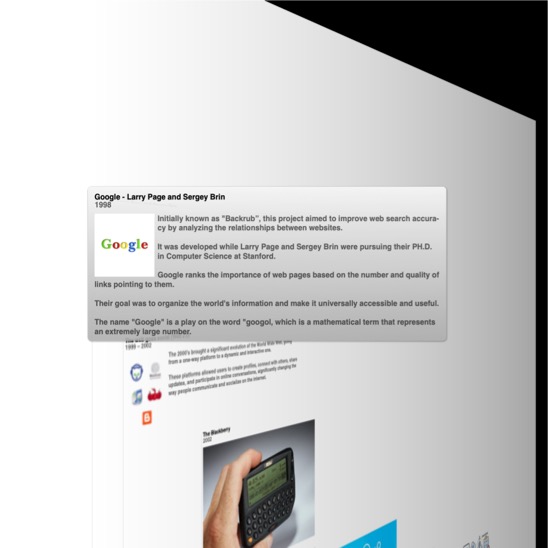 Google - Larry Page and Sergey Brin
1998
Initially known as "Backrub", this project aimed to improve web search accura-
cy by analyzing the relationships between websites.
Google
It was developed while Larry Page and Sergey Brin were pursuing their PH.D.
in Computer Science at Stanford.
Google ranks the importance of web pages based on the number and quality of
links pointing to them.
Their goal was to organize the world's information and make it universally accessible and useful.
The name "Google" is a play on the word "googol, which is a mathematical term that represents
an extremely large number.
1999 - 2002
The 2000's brought a significant evolution of the World Wide Web, going
from a one-way platform to a dynamic and interactive one.
These platforms allowed users to create profiles, connect with others, share
updates, and participate in online conversations, significantly changing the
way people communicate and socialize on the internet.
The Blackberry
2002